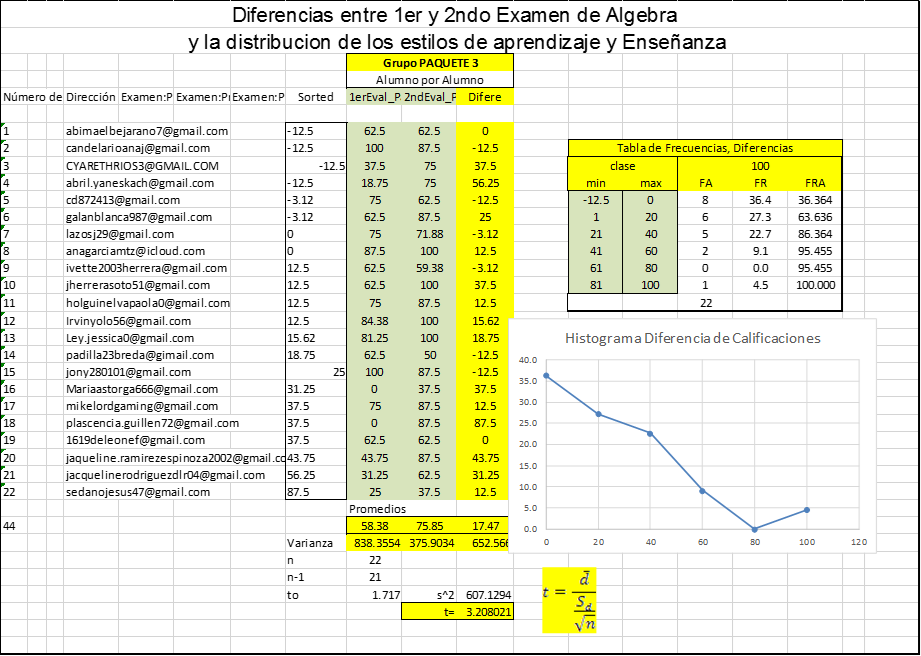 Diferencias entre 1er y 2ndo Examen de Algebra
y la distribucion de los estilos de aprendizaje y Enseñanza
Grupo PAQUETE 3
Alumno por Alumno
Número de Dirección Examen:P Examen:P Examen:P Sorted 1erEval_P 2ndEval_P Difere
1 abimaelbejarano7@gmail.com -12.5 62.5 62.5 0
2 candelarioanaj@gmail.com -12.5 100 87.5 -12.5
3 CYARETHRIOS3@GMAIL.COM -12.5 37.5 75 37.5
4 abril.yaneskach@gmail.com -12.5 18.75 75 56.25
5 cd872413@gmail.com -3.12 75 62.5 -12.5
6 galanblanca987@gmail.com -3.12 62.5 87.5 25
7 lazosj29@gmail.com 0 75 71.88 -3.12
8 anagarciamtz@icloud.com 0 87.5 100 12.5
9 ivette2003herrera@gmail.com 12.5 62.5 59.38 -3.12
10 jherrerasoto51@gmail.com 12.5 62.5 100 37.5
11 holguinelvapaola0@gmail.com 12.5 75 87.5 12.5
12 Irvinyolo56@gmail.com 12.5 84.38 100 15.62
13 Ley.jessica0@gmail.com 15.62 81.25 100 18.75
14 padilla23breda@gmail.com 18.75 62.5 50 -12.5
15 jony280101@gmail.com 25 100 87.5 -12.5
16 Mariaastorga666@gmail.com 31.25 0 37.5 37.5
17 mikelordgaming@gmail.com 37.5 75 87.5 12.5
18 plascencia.guillen72@gmail.com 37.5 0 87.5 87.5
19 1619deleonef@gmail.com 37.5 62.5 62.5 0
20 jaqueline.ramirezespinoza2002@gmail.co 43.75 43.75 87.5 43.75
21 jacquelinerodriguezdlr04@gmail.com 56.25 31.25 62.5 31.25
22 sedanojesus47@gmail.com 87.5 25 37.5 12.5
Promedios
44 58.38 75.85 17.47
Varianza 838.3554 375.9034 652.566
n 22
n-1 21
to 1.717 s^2 607.1294
t= 3.208021
Tabla de Frecuencias, Diferencias
clase 100
min max FA FR FRA
-12.5 0 8 36.4 36.364
1 20 6 27.3 63.636
21 40 5 22.7 86.364
41 60 2 9.1 95.455
61 80 0 0.0 95.455
81 100 1 4.5 100.000
22
Histograma Diferencia de Calificaciones
40.0
35.0
30.0
25.0
20.0
15.0
10.0
5.0
0.0
0 20 40 60 80 100 120
t = d̄ / (S_d / √n)